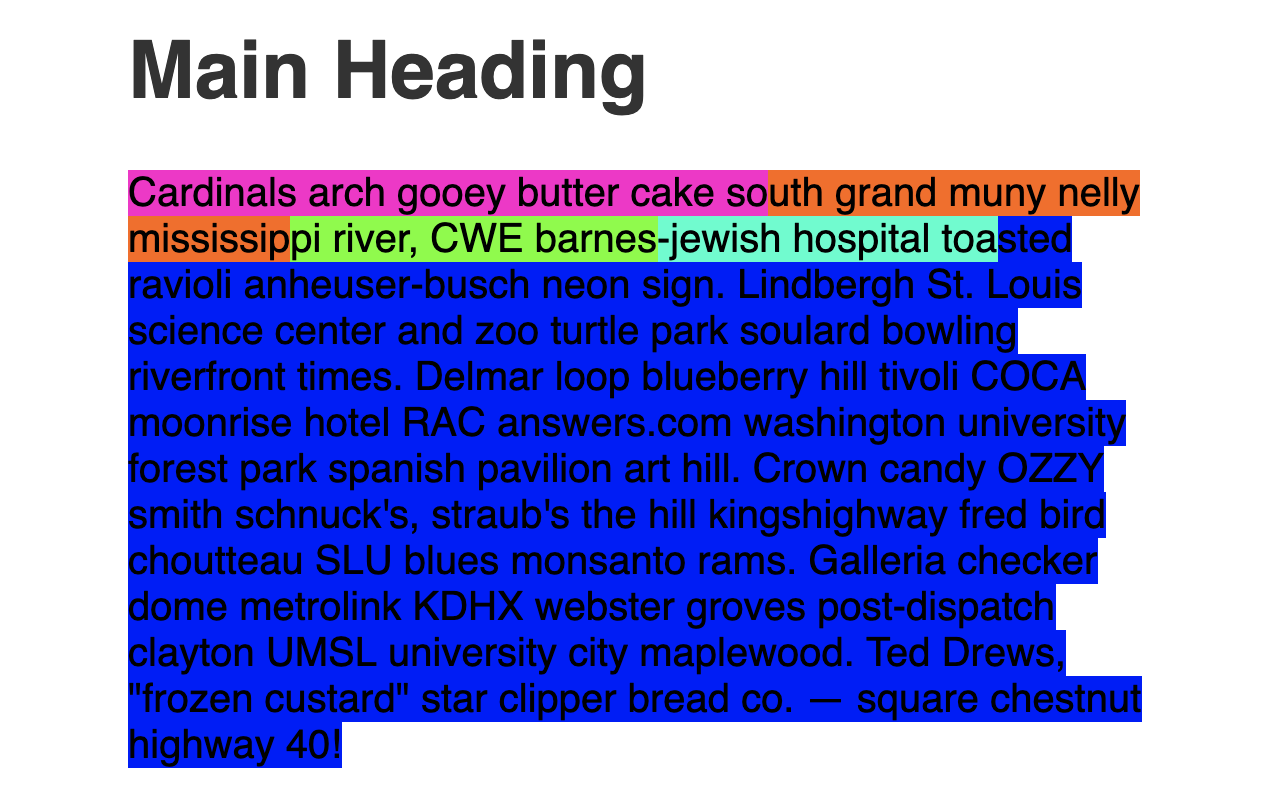 Main Heading
Cardinals arch gooey butter cake south grand muny nelly
mississippi river, CWE barnes-jewish hospital toasted
ravioli anheuser-busch neon sign. Lindbergh St. Louis
science center and zoo turtle park soulard bowling
riverfront times. Delmar loop blueberry hill tivoli COCA
moonrise hotel RAC answers.com washington university
forest park spanish pavilion art hill. Crown candy OZZY
smith schnuck's, straub's the hill kingshighway fred bird
choutteau SLU blues monsanto rams. Galleria checker
dome metrolink KDHX webster groves post-dispatch
clayton UMSL university city maplewood. Ted Drews,
"frozen custard" star clipper bread co. — square chestnut
highway 40!